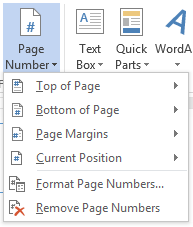 Page Number
Text Box
Quick Parts
WordA
Top of Page
Bottom of Page
Page Margins
Current Position
Format Page Numbers...
Remove Page Numbers